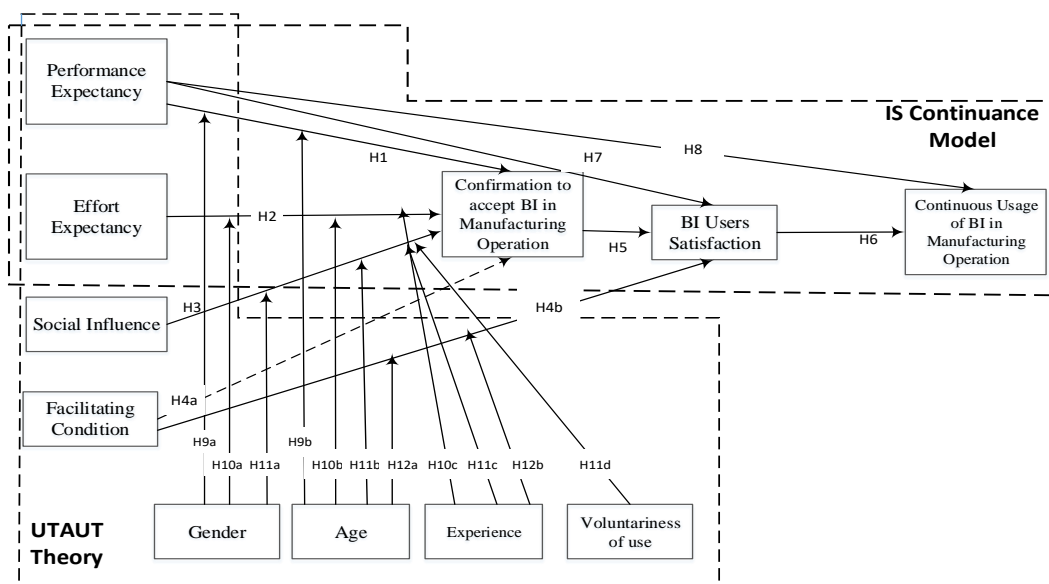 Performance
Expectancy
IS Continuance
Model
H1
H7
H8
Effort
Expectancy
H2
Confirmation to
accept BI in
Manufacturing
Operation
H5
BI Users
Satisfaction
H6
Continuous Usage
of BI in
Manufacturing
Operation
Social Influence
H3
H4b
Facilitating
Condition
H4a
H9a
H10a
H11a
H9b
H10b
H11b
H12a
H10c
H11c
H12b
H11d
UTAUT
Theory
Gender
Age
Experience
Voluntariness
of use